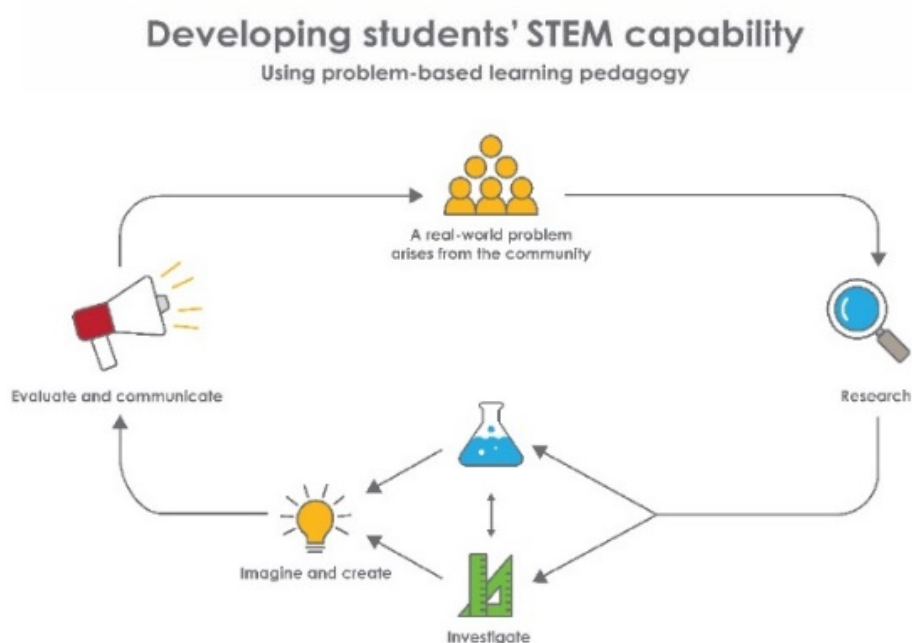 Developing students' STEM capability
Using problem-based learning pedagogy
A real-world problem
arises from the community
Research
Investigate
Imagine and create
Evaluate and communicate